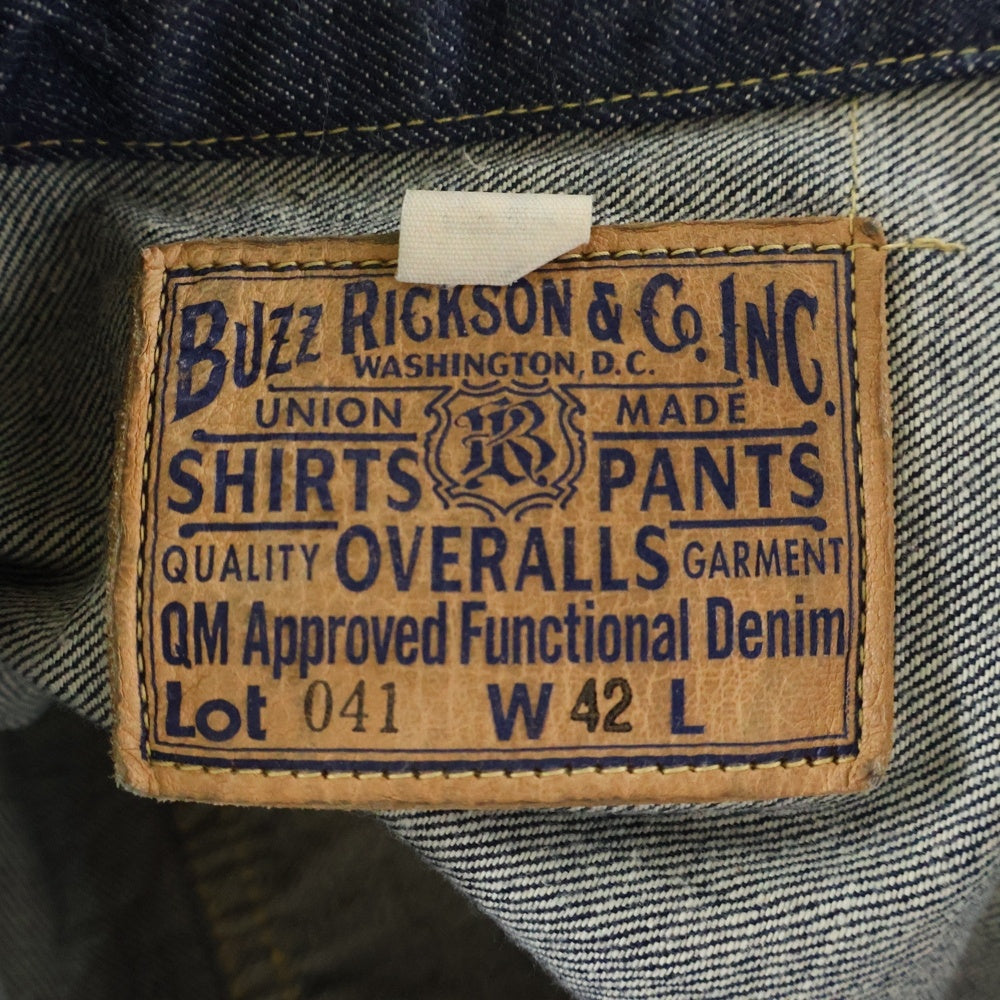 BUZZ RICKSON & CO. INC.
WASHINGTON, D.C.
UNION BR MADE
SHIRTS PANTS
QUALITY OVERALLS GARMENT
QM Approved Functional Denim
Lot 041 W 42 L